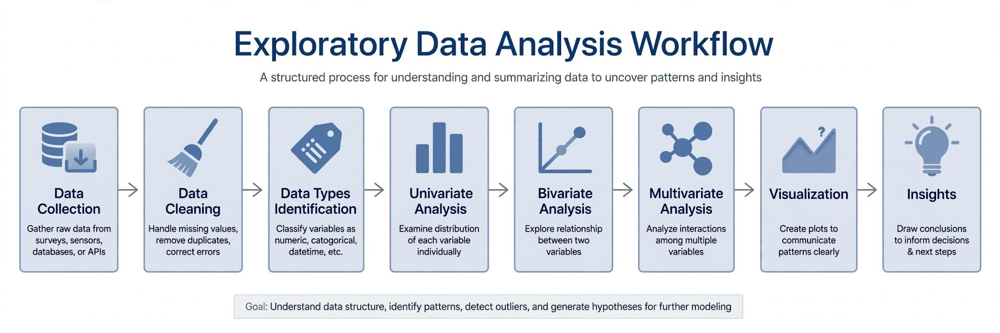 Exploratory Data Analysis Workflow
A structured process for understanding and summarizing data to uncover patterns and insights
Data
Collection
Gather raw data from
surveys, sensors,
databases, or APIs
Data
Cleaning
Handle missing values,
remove duplicates,
correct errors
Data Types
Identification
Classify variables as
numeric, catogorical,
datetime, etc.
Univariate
Analysis
Examine distribution
of each variable
individually
Bivariate
Analysis
Explore relationship
between two
variables
Multivariate
Analysis
Analyze interactions
among multiple
variables
?
Visualization
Create plots to
communicate
patterns clearly
Insights
Draw conclusions
to inform decisions
& next steps
Goal: Understand data structure, identify patterns, detect outliers, and generate hypotheses for further modeling